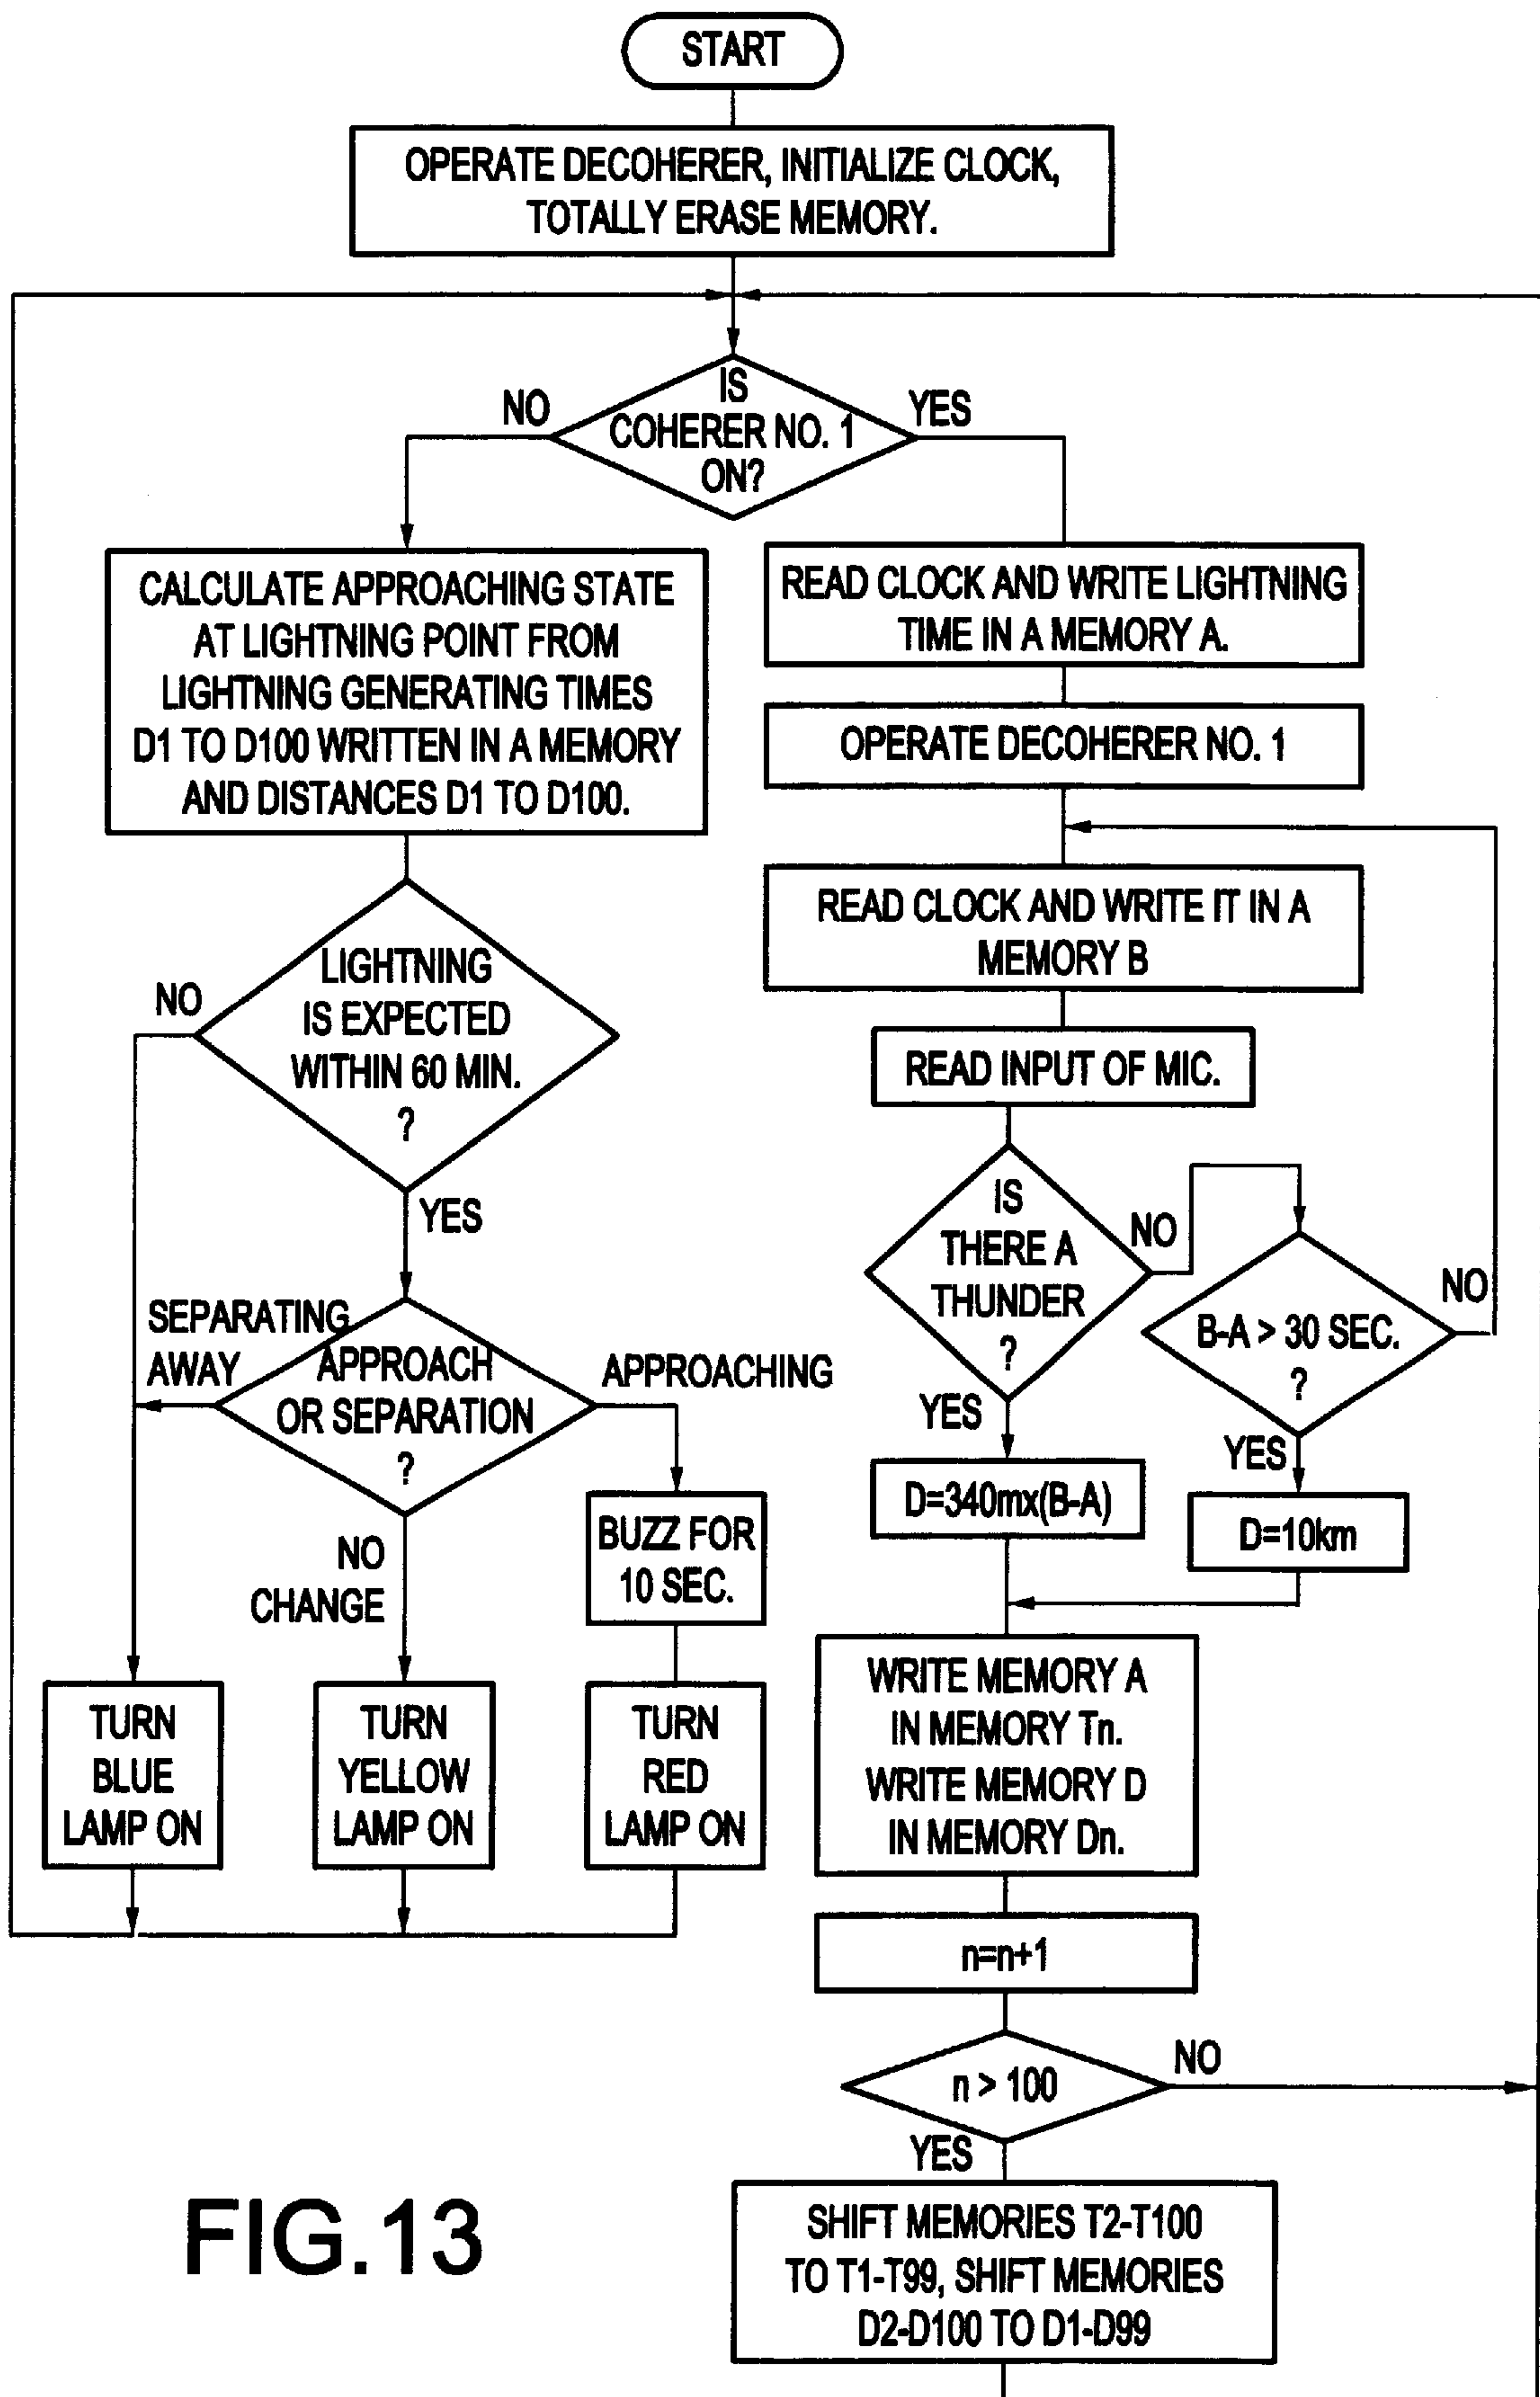 START
OPERATE DECOHERER, INITIALIZE CLOCK,
TOTALLY ERASE MEMORY.
IS
COHERER NO. 1
ON?
NO
YES
CALCULATE APPROACHING STATE
AT LIGHTNING POINT FROM
LIGHTNING GENERATING TIMES
D1 TO D100 WRITTEN IN A MEMORY
AND DISTANCES D1 TO D100.
LIGHTNING
IS EXPECTED
WITHIN 60 MIN.
?
NO
YES
SEPARATING
AWAY
APPROACH
OR SEPARATION
?
APPROACHING
NO
CHANGE
BUZZ FOR
10 SEC.
TURN
BLUE
LAMP ON
TURN
YELLOW
LAMP ON
TURN
RED
LAMP ON
READ CLOCK AND WRITE LIGHTNING
TIME IN A MEMORY A.
OPERATE DECOHERER NO. 1
READ CLOCK AND WRITE IT IN A
MEMORY B
READ INPUT OF MIC.
IS
THERE A
THUNDER
?
NO
YES
B-A > 30 SEC.
?
NO
YES
D=340mx(B-A)
D=10km
WRITE MEMORY A
IN MEMORY Tn.
WRITE MEMORY D
IN MEMORY Dn.
n=n+1
n > 100
NO
YES
SHIFT MEMORIES T2-T100
TO T1-T99, SHIFT MEMORIES
D2-D100 TO D1-D99
FIG.13